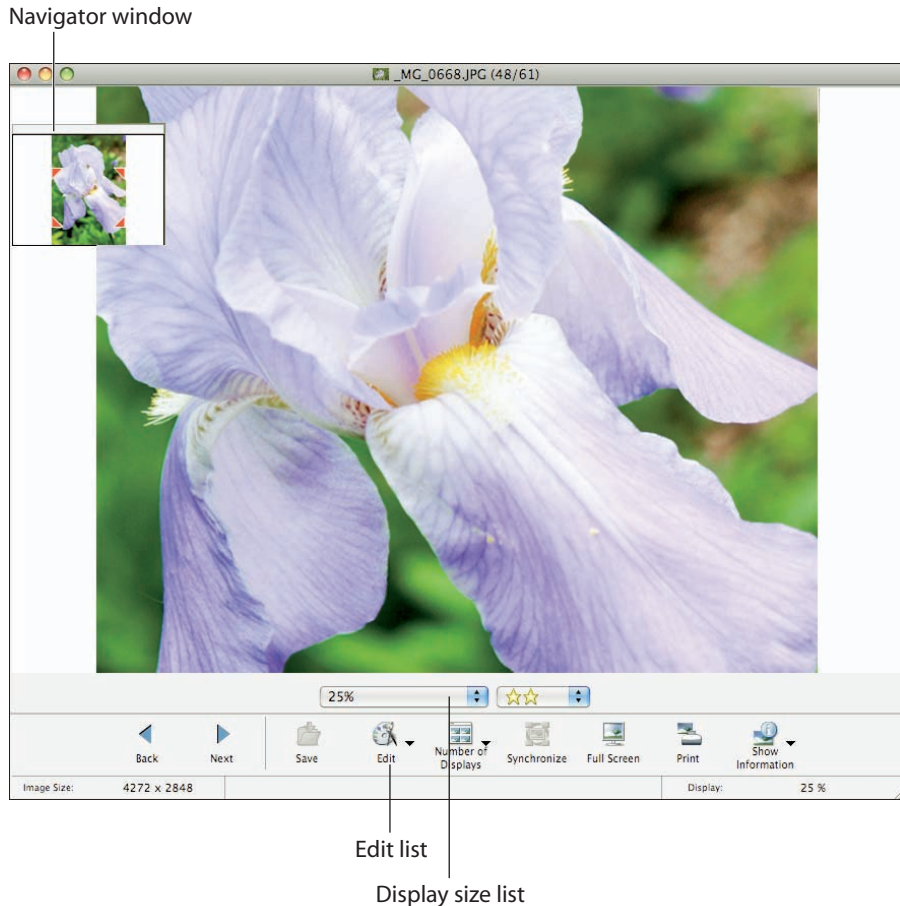 Navigator window
_MG_0668.JPG (48/61)
25%
Back
Next
Save
Edit
Number of
Displays
Synchronize
Full Screen
Print
Show
Information
Image Size:
4272 x 2848
Display:
25 %
Edit list
Display size list